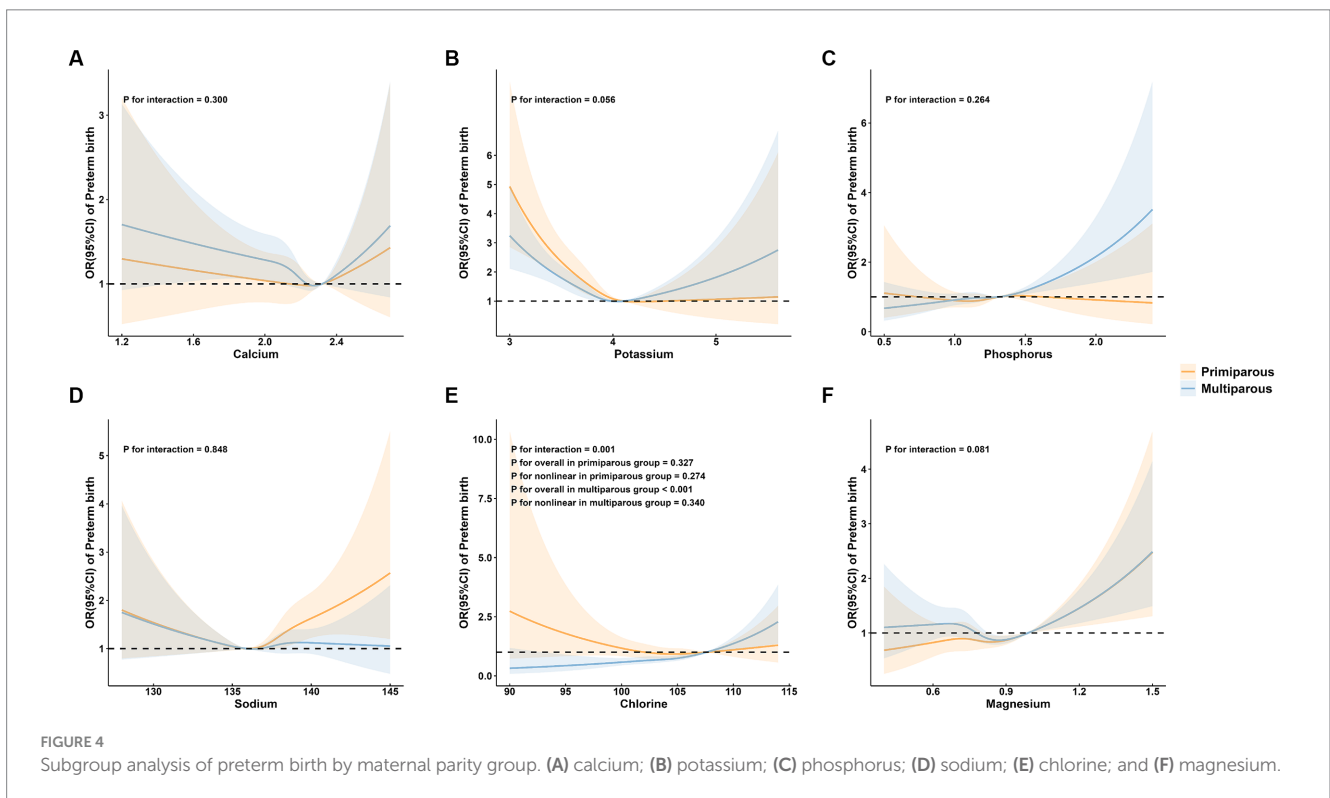 A
P for interaction = 0.300
OR(95%CI) of Preterm birth
3
2
1
1.2 1.6 2.0 2.4
Calcium
B
P for interaction = 0.056
OR(95%CI) of Preterm birth
6
5
4
3
2
1
3 4 5
Potassium
C
P for interaction = 0.264
OR(95%CI) of Preterm birth
6
4
2
1
0
0.5 1.0 1.5 2.0
Phosphorus
Primiparous
Multiparous
D
P for interaction = 0.848
OR(95%CI) of Preterm birth
5
4
3
2
1
130 135 140 145
Sodium
E
P for interaction = 0.001
P for overall in primiparous group = 0.327
P for nonlinear in primiparous group = 0.274
P for overall in multiparous group < 0.001
P for nonlinear in multiparous group = 0.340
OR(95%CI) of Preterm birth
10.0
7.5
5.0
2.5
1
0.0
90 95 100 105 110 115
Chlorine
F
P for interaction = 0.081
OR(95%CI) of Preterm birth
4
2
1
0.6 0.9 1.2 1.5
Magnesium
FIGURE 4
Subgroup analysis of preterm birth by maternal parity group. (A) calcium; (B) potassium; (C) phosphorus; (D) sodium; (E) chlorine; and (F) magnesium.